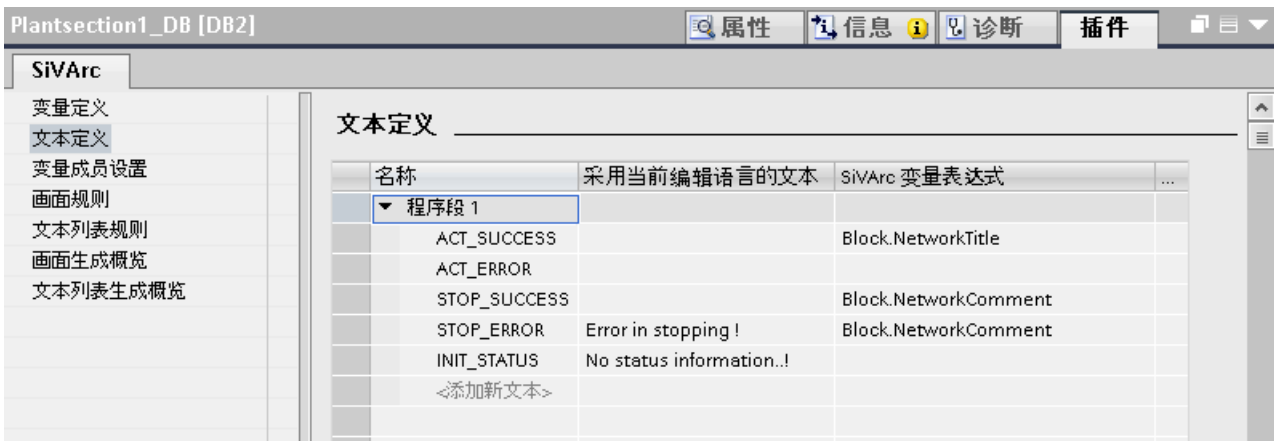 Plantsection1_DB [DB2] 属性 信息 诊断 插件
SiVArc
变量定义
文本定义
变量成员设置
画面规则
文本列表规则
画面生成概览
文本列表生成概览
文本定义
名称 采用当前编辑语言的文本 SiVArc 变量表达式 ...
程序段 1
ACT_SUCCESS Block.NetworkTitle
ACT_ERROR
STOP_SUCCESS Block.NetworkComment
STOP_ERROR Error in stopping ! Block.NetworkComment
INIT_STATUS No status information..!
<添加新文本>